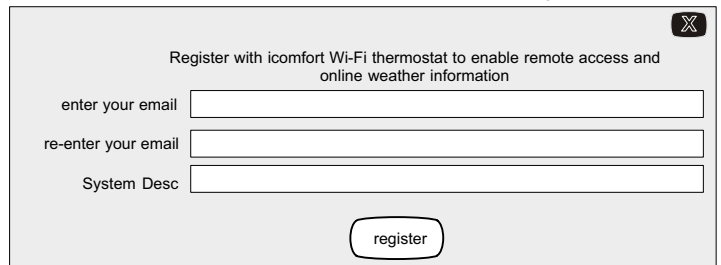 X
Register with icomfort Wi-Fi thermostat to enable remote access and
online weather information
enter your email
re-enter your email
System Desc
register